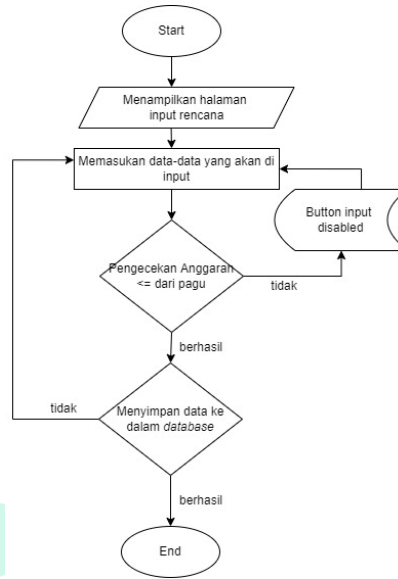 Start
Menampilkan halaman
input rencana
Memasukan data-data yang akan di
input
Button input
disabled
Pengecekan Anggaran
<= dari pagu
tidak
berhasil
tidak
Menyimpan data ke
dalam database
berhasil
End